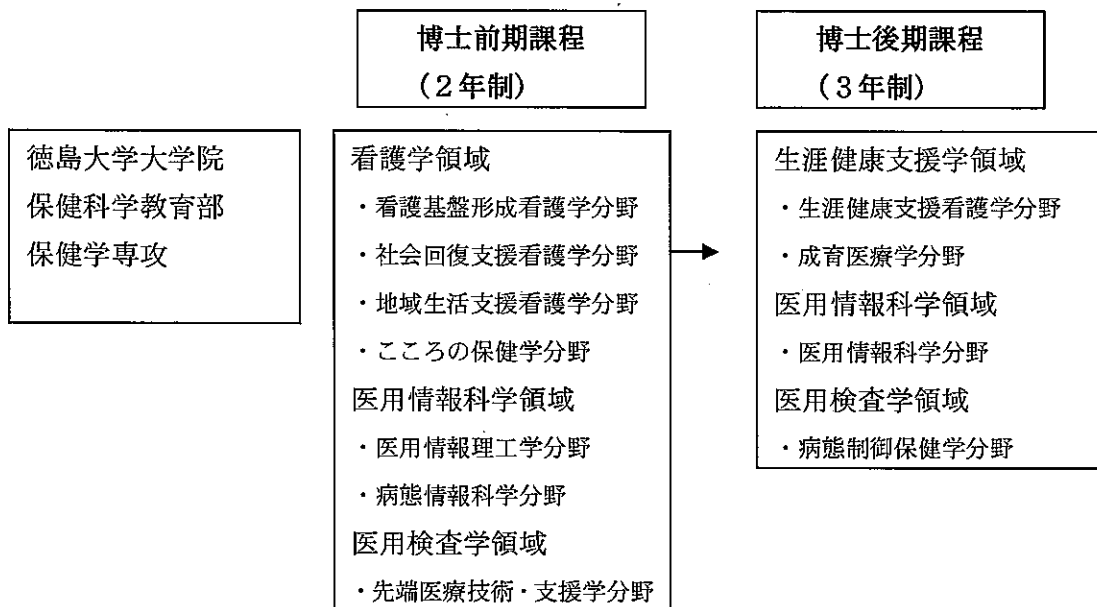 博士前期課程
(2年制)
博士後期課程
(3年制)
徳島大学大学院
保健科学教育部
保健学専攻
看護学領域
・看護基盤形成看護学分野
・社会回復支援看護学分野
・地域生活支援看護学分野
・こころの保健学分野
医用情報科学領域
・医用情報理工学分野
・病態情報科学分野
医用検査学領域
・先端医療技術・支援学分野
生涯健康支援学領域
・生涯健康支援看護学分野
・成育医療学分野
医用情報科学領域
・医用情報科学分野
医用検査学領域
・病態制御保健学分野